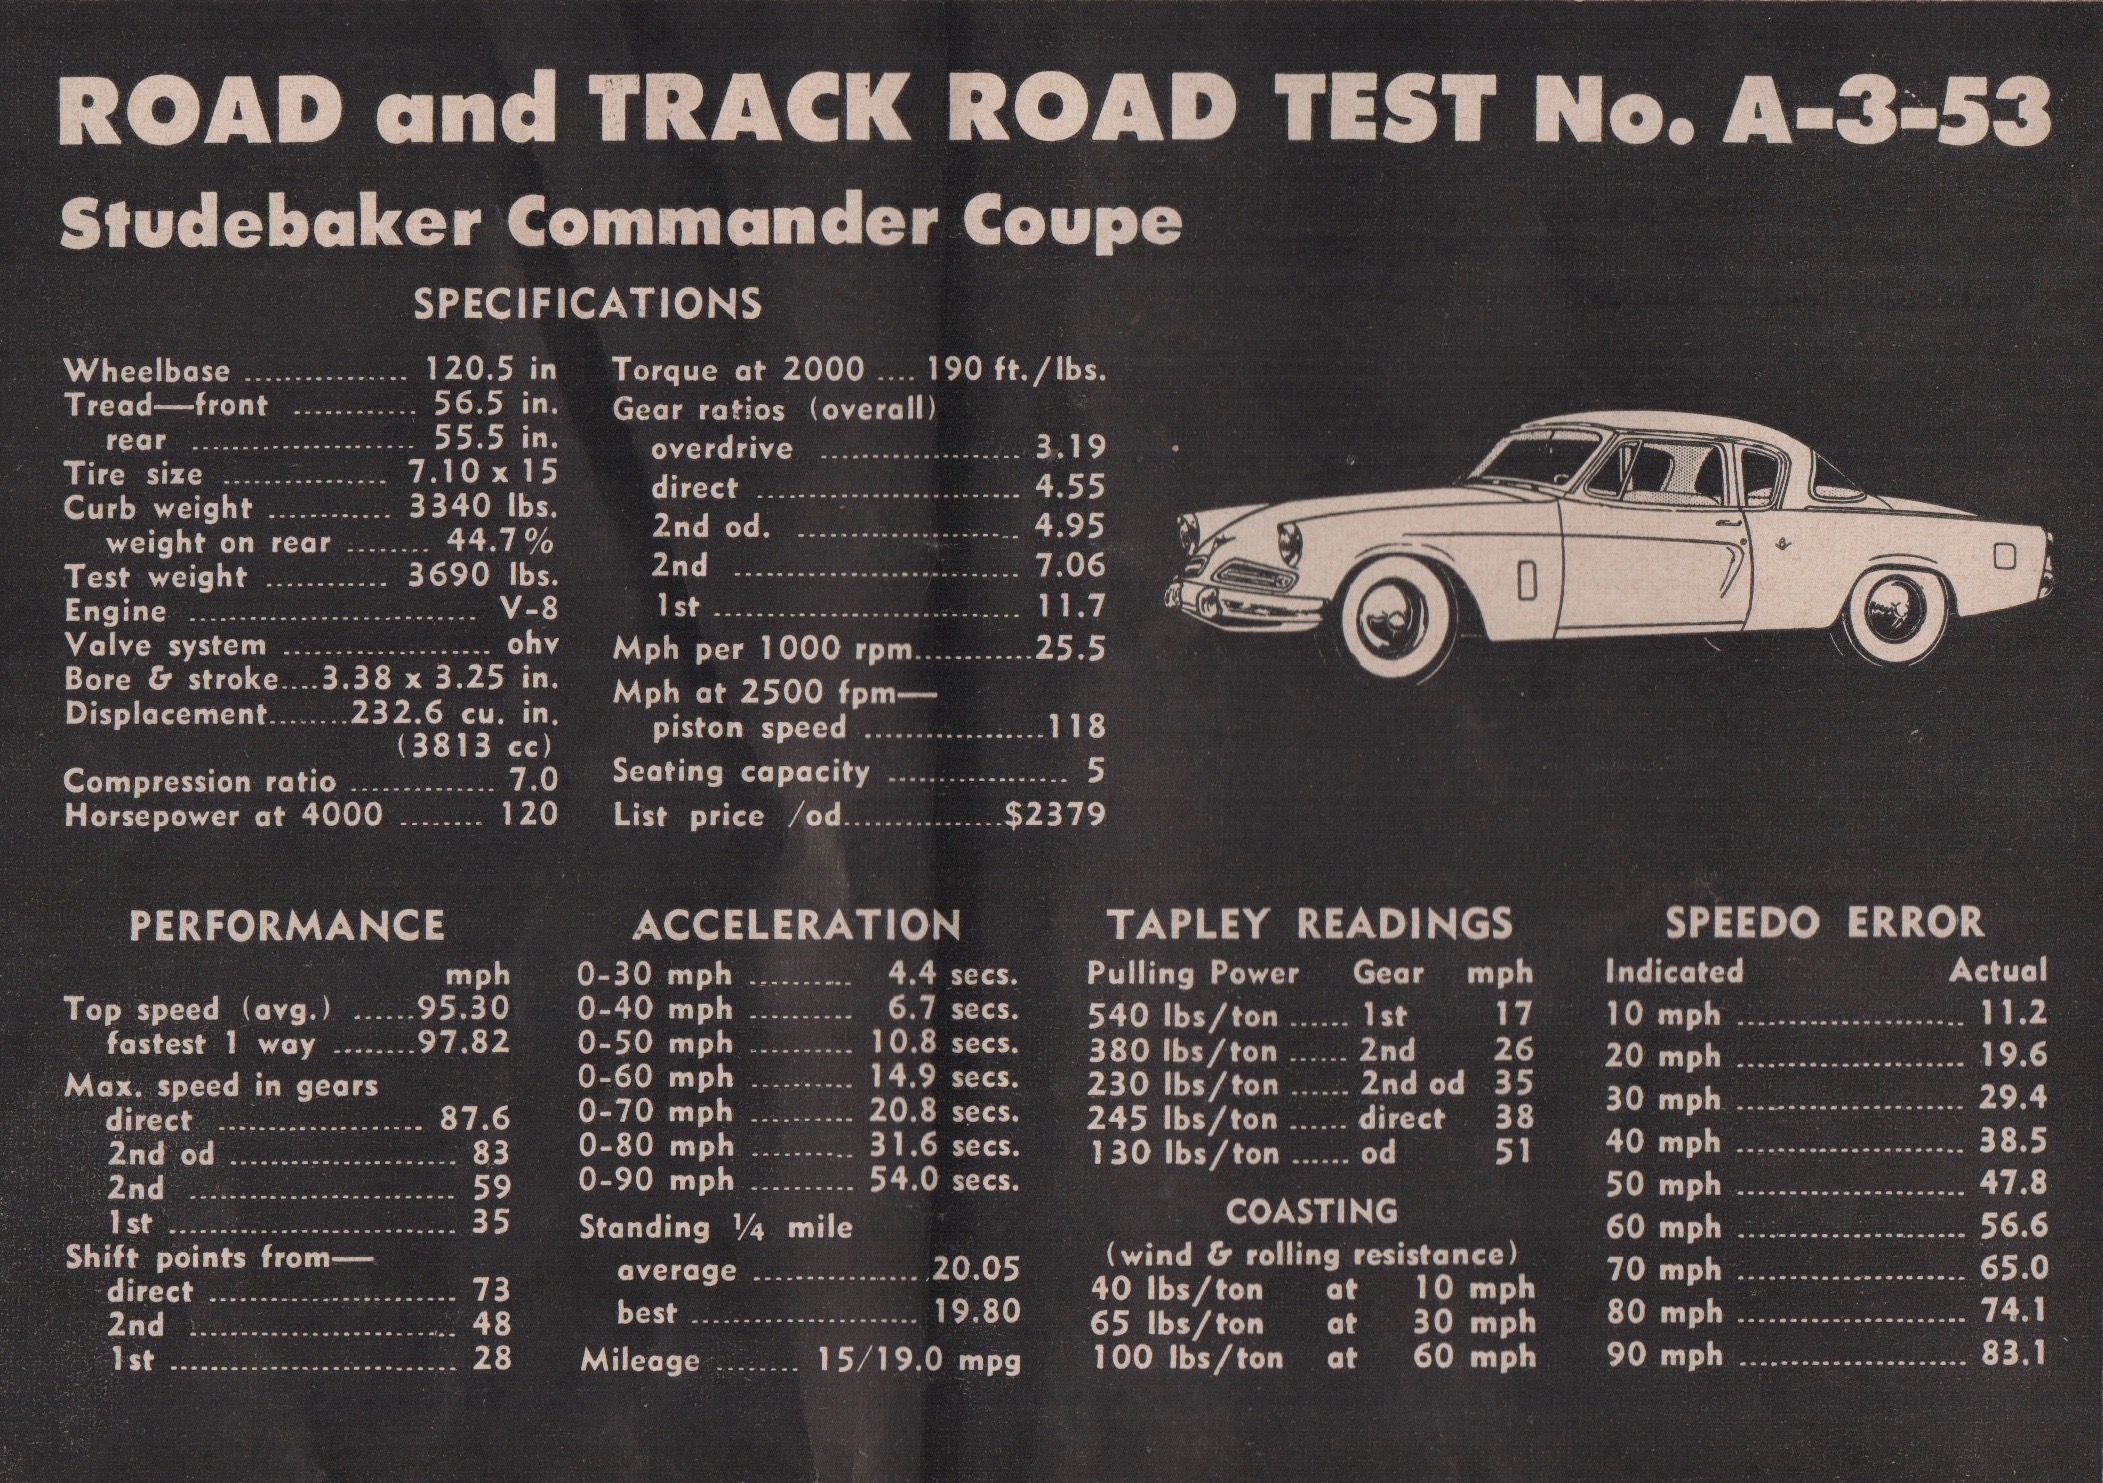 ROAD and TRACK ROAD TEST No. A-3-53
Studebaker Commander Coupe
SPECIFICATIONS
Wheelbase ................ 120.5 in
Tread—front ............ 56.5 in.
rear ...................... 55.5 in.
Tire size ................ 7.10 x 15
Curb weight ............ 3340 lbs.
weight on rear ........ 44.7%
Test weight ............ 3690 lbs.
Engine ............................ V-8
Valve system .................... ohv
Bore & stroke....3.38 x 3.25 in.
Displacement........232.6 cu. in.
(3813 cc)
Compression ratio .............. 7.0
Horsepower at 4000 ........ 120
Torque at 2000 .... 190 ft./lbs.
Gear ratios (overall)
overdrive .................... 3.19
direct .......................... 4.55
2nd od. ...................... 4.95
2nd ............................ 7.06
1st .............................. 11.7
Mph per 1000 rpm............25.5
Mph at 2500 fpm—
piston speed ..................118
Seating capacity .................. 5
List price /od................$2379
PERFORMANCE
mph
Top speed (avg.) ......95.30
fastest 1 way ........97.82
Max. speed in gears
direct .................... 87.6
2nd od ...................... 83
2nd .......................... 59
1st ............................ 35
Shift points from—
direct ........................ 73
2nd .......................... 48
1st ............................ 28
ACCELERATION
0-30 mph .......... 4.4 secs.
0-40 mph .......... 6.7 secs.
0-50 mph .......... 10.8 secs.
0-60 mph .......... 14.9 secs.
0-70 mph .......... 20.8 secs.
0-80 mph .......... 31.6 secs.
0-90 mph .......... 54.0 secs.
Standing ¼ mile
average ................ 20.05
best ...................... 19.80
Mileage ........ 15/19.0 mpg
TAPLEY READINGS
Pulling Power Gear mph
540 lbs/ton ...... 1st 17
380 lbs/ton ...... 2nd 26
230 lbs/ton ...... 2nd od 35
245 lbs/ton ...... direct 38
130 lbs/ton ...... od 51
COASTING
(wind & rolling resistance)
40 lbs/ton at 10 mph
65 lbs/ton at 30 mph
100 lbs/ton at 60 mph
SPEEDO ERROR
Indicated Actual
10 mph ...................... 11.2
20 mph ...................... 19.6
30 mph ...................... 29.4
40 mph ...................... 38.5
50 mph ...................... 47.8
60 mph ...................... 56.6
70 mph ...................... 65.0
80 mph ...................... 74.1
90 mph ...................... 83.1